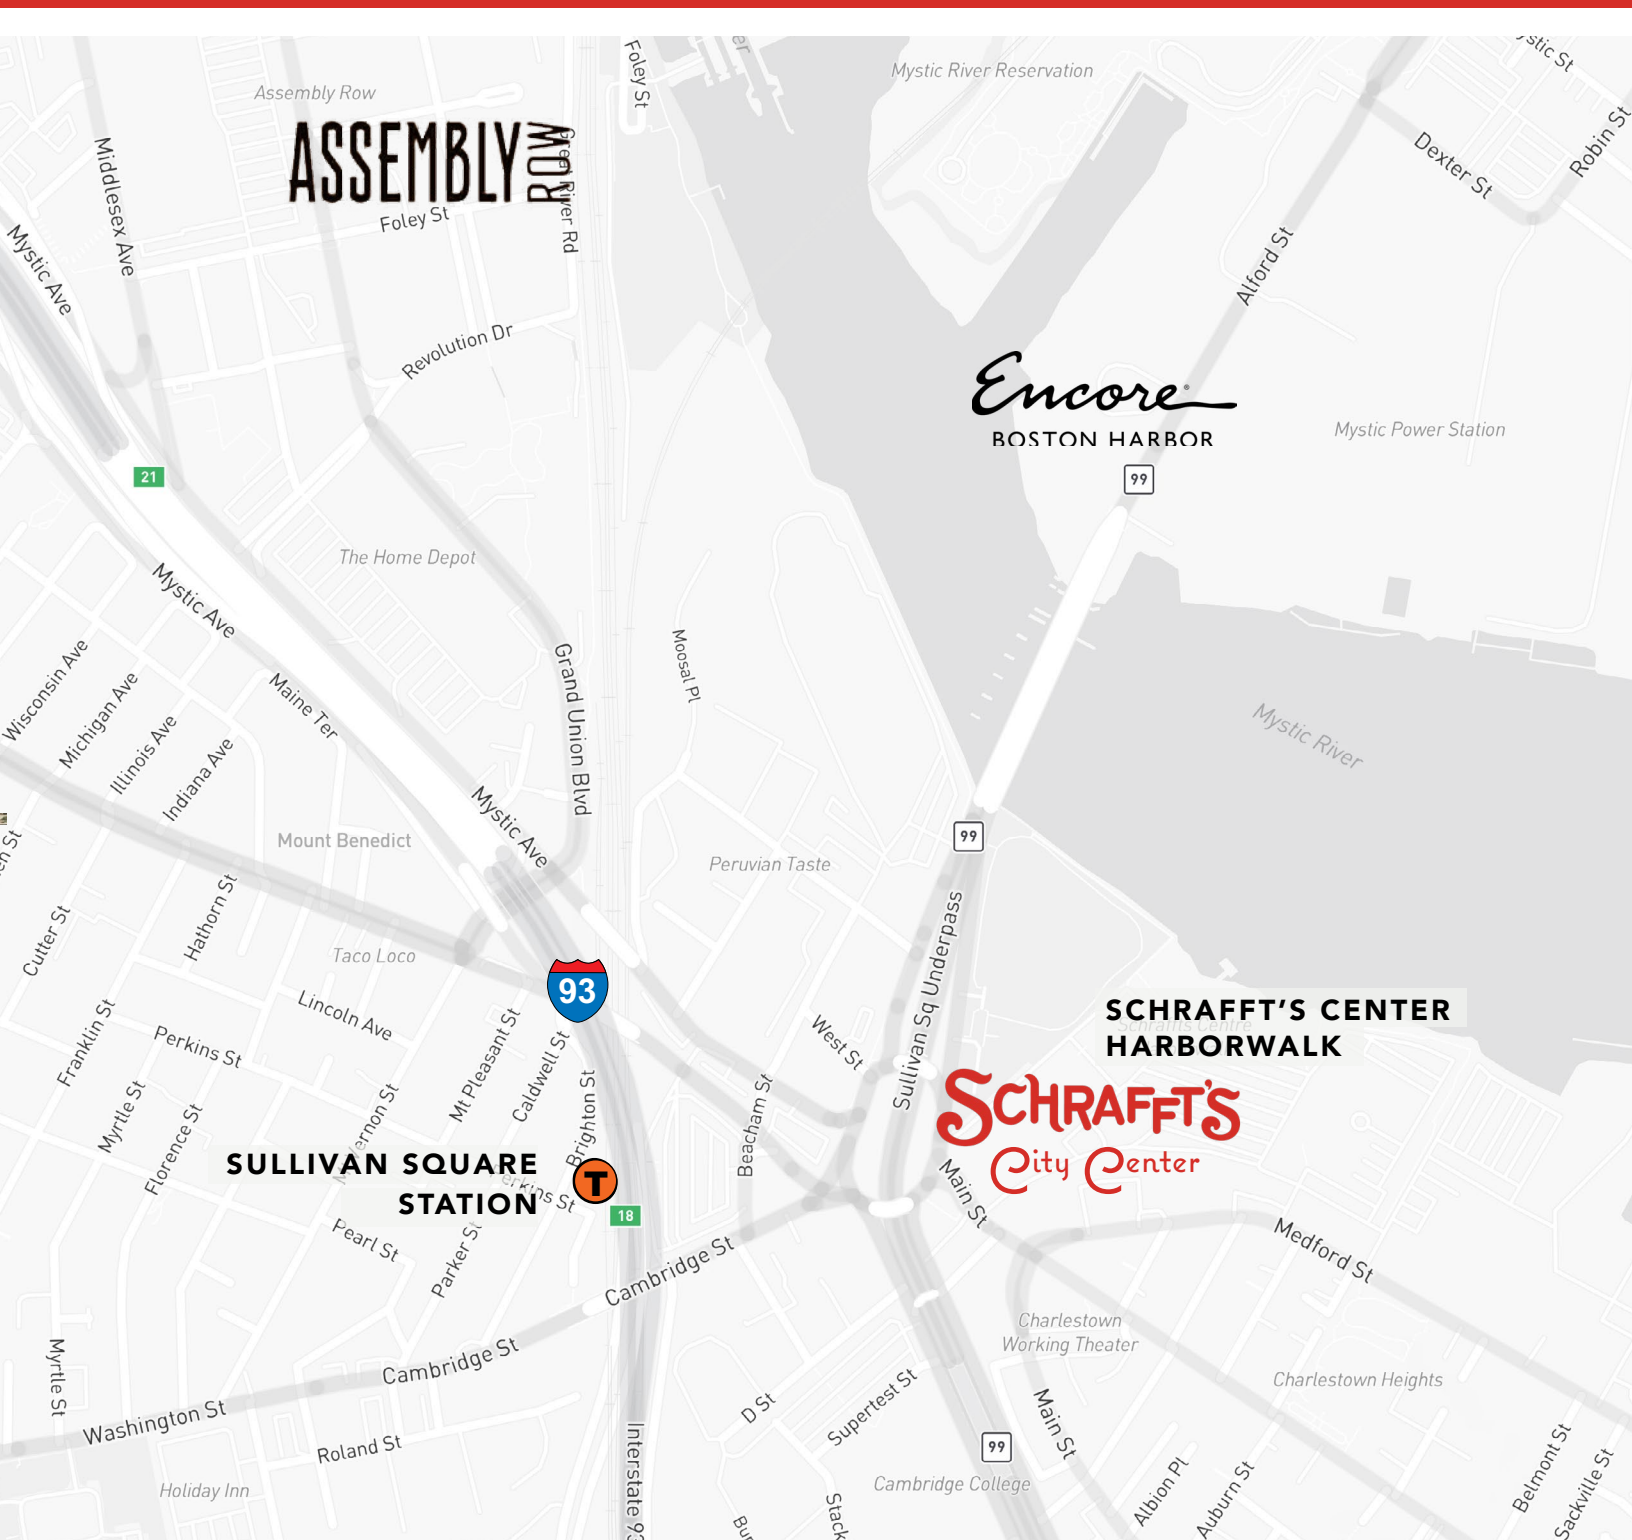 Foley St
Mystic River Reservation
Assembly Row
ASSEMBLY
ROW
Great River Rd
Foley St
Middlesex Ave
Mystic Ave
Dexter St
Robin St
Alford St
Revolution Dr
Encore
BOSTON HARBOR
Mystic Power Station
99
21
The Home Depot
Mystic Ave
Wisconsin Ave
Michigan Ave
Illinois Ave
Indiana Ave
Maine Ter
Grand Union Blvd
Moosal Pl
Mystic River
Mystic Ave
Mount Benedict
99
Peruvian Taste
Cutter St
Hathorn St
Taco Loco
Sullivan Sq Underpass
93
Lincoln Ave
Perkins St
Franklin St
Mt Pleasant St
Caldwell St
West St
SCHRAFFT'S CENTER
Schraffts Centre
HARBORWALK
SCHRAFFT'S
City Center
Myrtle St
Florence St
Brighton St
Beacham St
SULLIVAN SQUARE
STATION
T
Perkins St
18
Main St
Pearl St
Parker St
Cambridge St
Medford St
Charlestown
Working Theater
Charlestown Heights
Myrtle St
Cambridge St
Washington St
Roland St
D St
Supertest St
Main St
99
Interstate 93
Holiday Inn
Cambridge College
Albion Pl
Auburn St
Belmont St
Sackville St